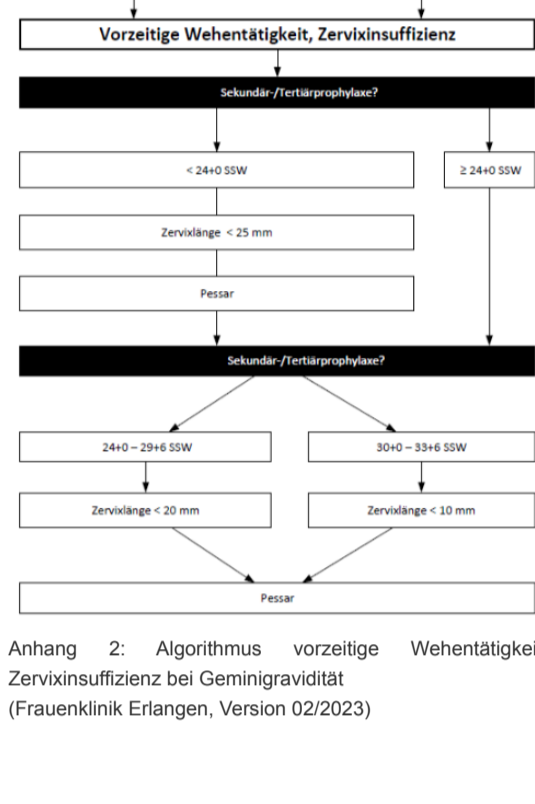 Vorzeitige Wehentätigkeit, Zervixinsuffizienz
Sekundär-/Tertiärprophylaxe?
< 24+0 SSW
≥ 24+0 SSW
Zervixlänge < 25 mm
Pessar
Sekundär-/Tertiärprophylaxe?
24+0 – 29+6 SSW
30+0 – 33+6 SSW
Zervixlänge < 20 mm
Zervixlänge < 10 mm
Pessar
Anhang 2: Algorithmus vorzeitige Wehentätigkei
Zervixinsuffizienz bei Geminigravidität
(Frauenklinik Erlangen, Version 02/2023)